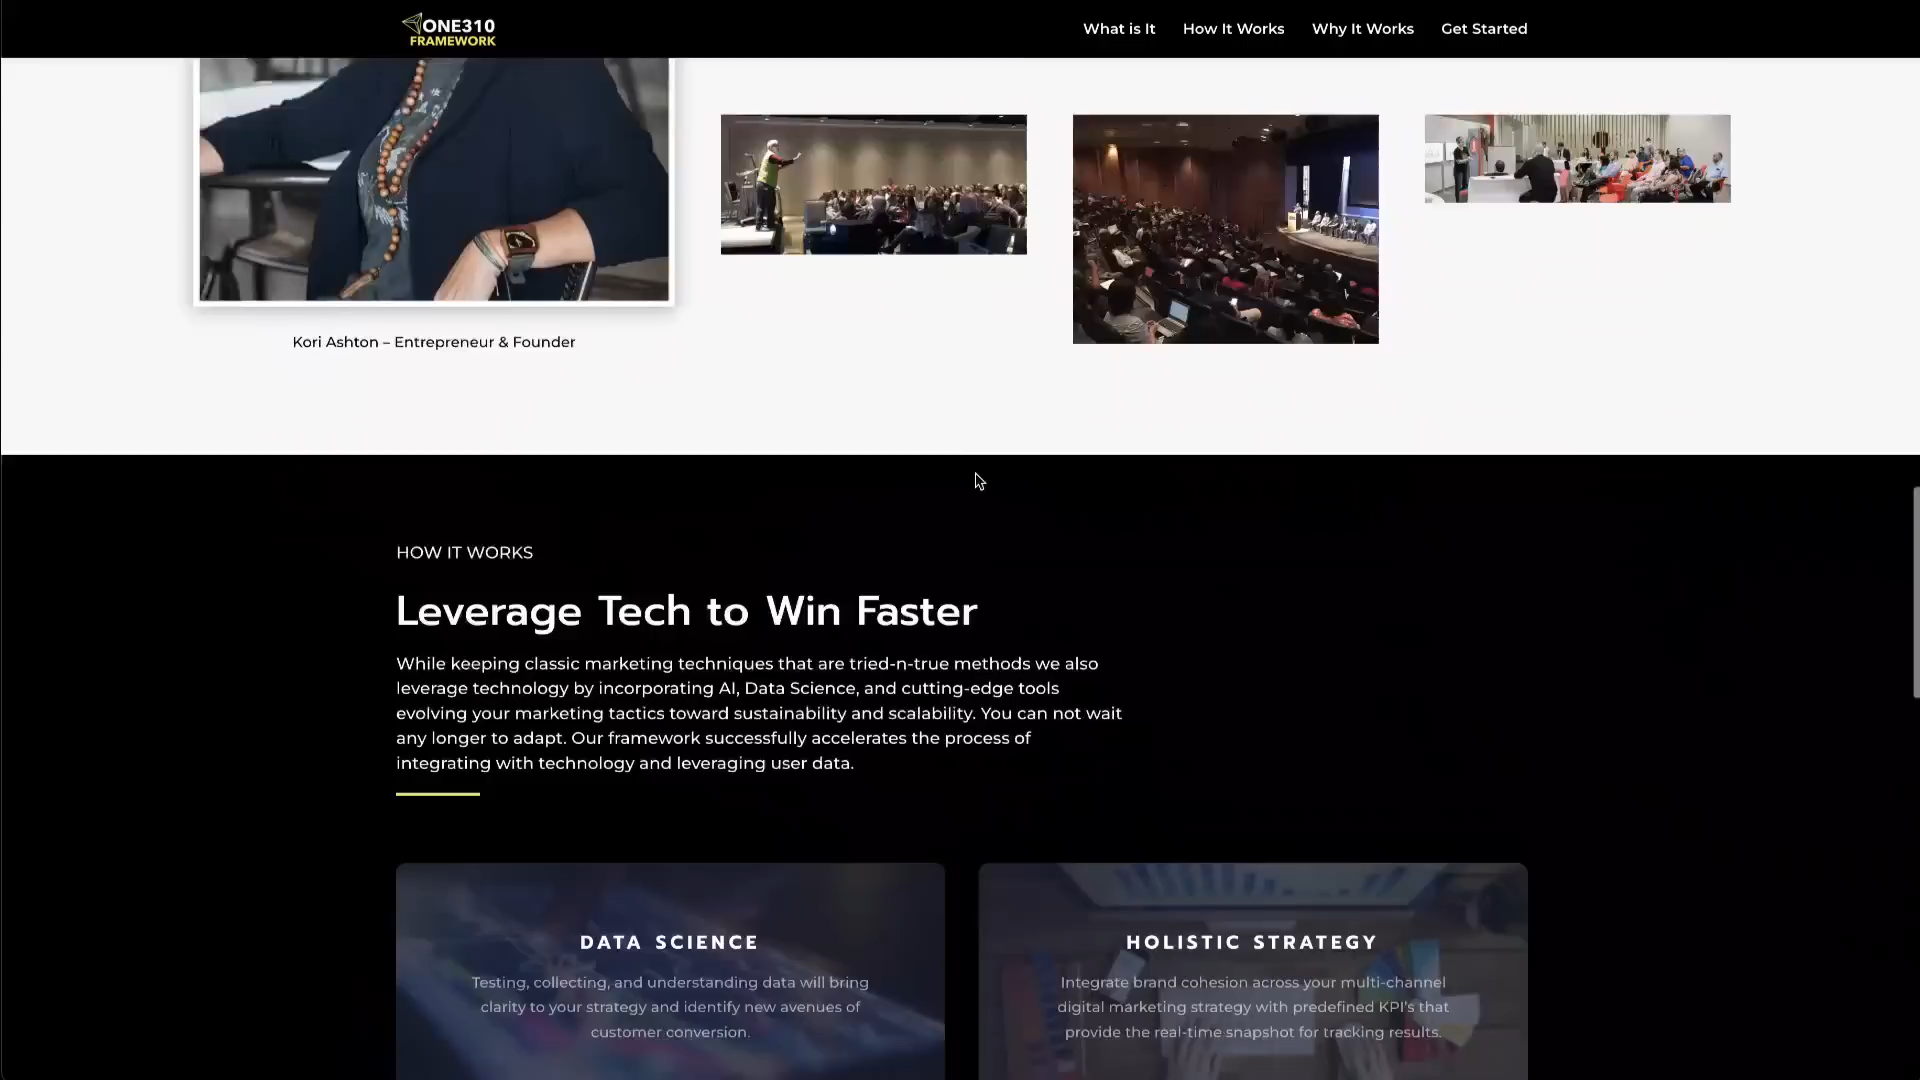 ONE310
FRAMEWORK
What is It
How It Works
Why It Works
Get Started
Kori Ashton – Entrepreneur & Founder
HOW IT WORKS
Leverage Tech to Win Faster
While keeping classic marketing techniques that are tried-n-true methods we also
leverage technology by incorporating AI, Data Science, and cutting-edge tools
evolving your marketing tactics toward sustainability and scalability. You can not wait
any longer to adapt. Our framework successfully accelerates the process of
integrating with technology and leveraging user data.
DATA SCIENCE
Testing, collecting, and understanding data will bring
clarity to your strategy and identify new avenues of
customer conversion.
HOLISTIC STRATEGY
Integrate brand cohesion across your multi-channel
digital marketing strategy with predefined KPI's that
provide the real-time snapshot for tracking results.